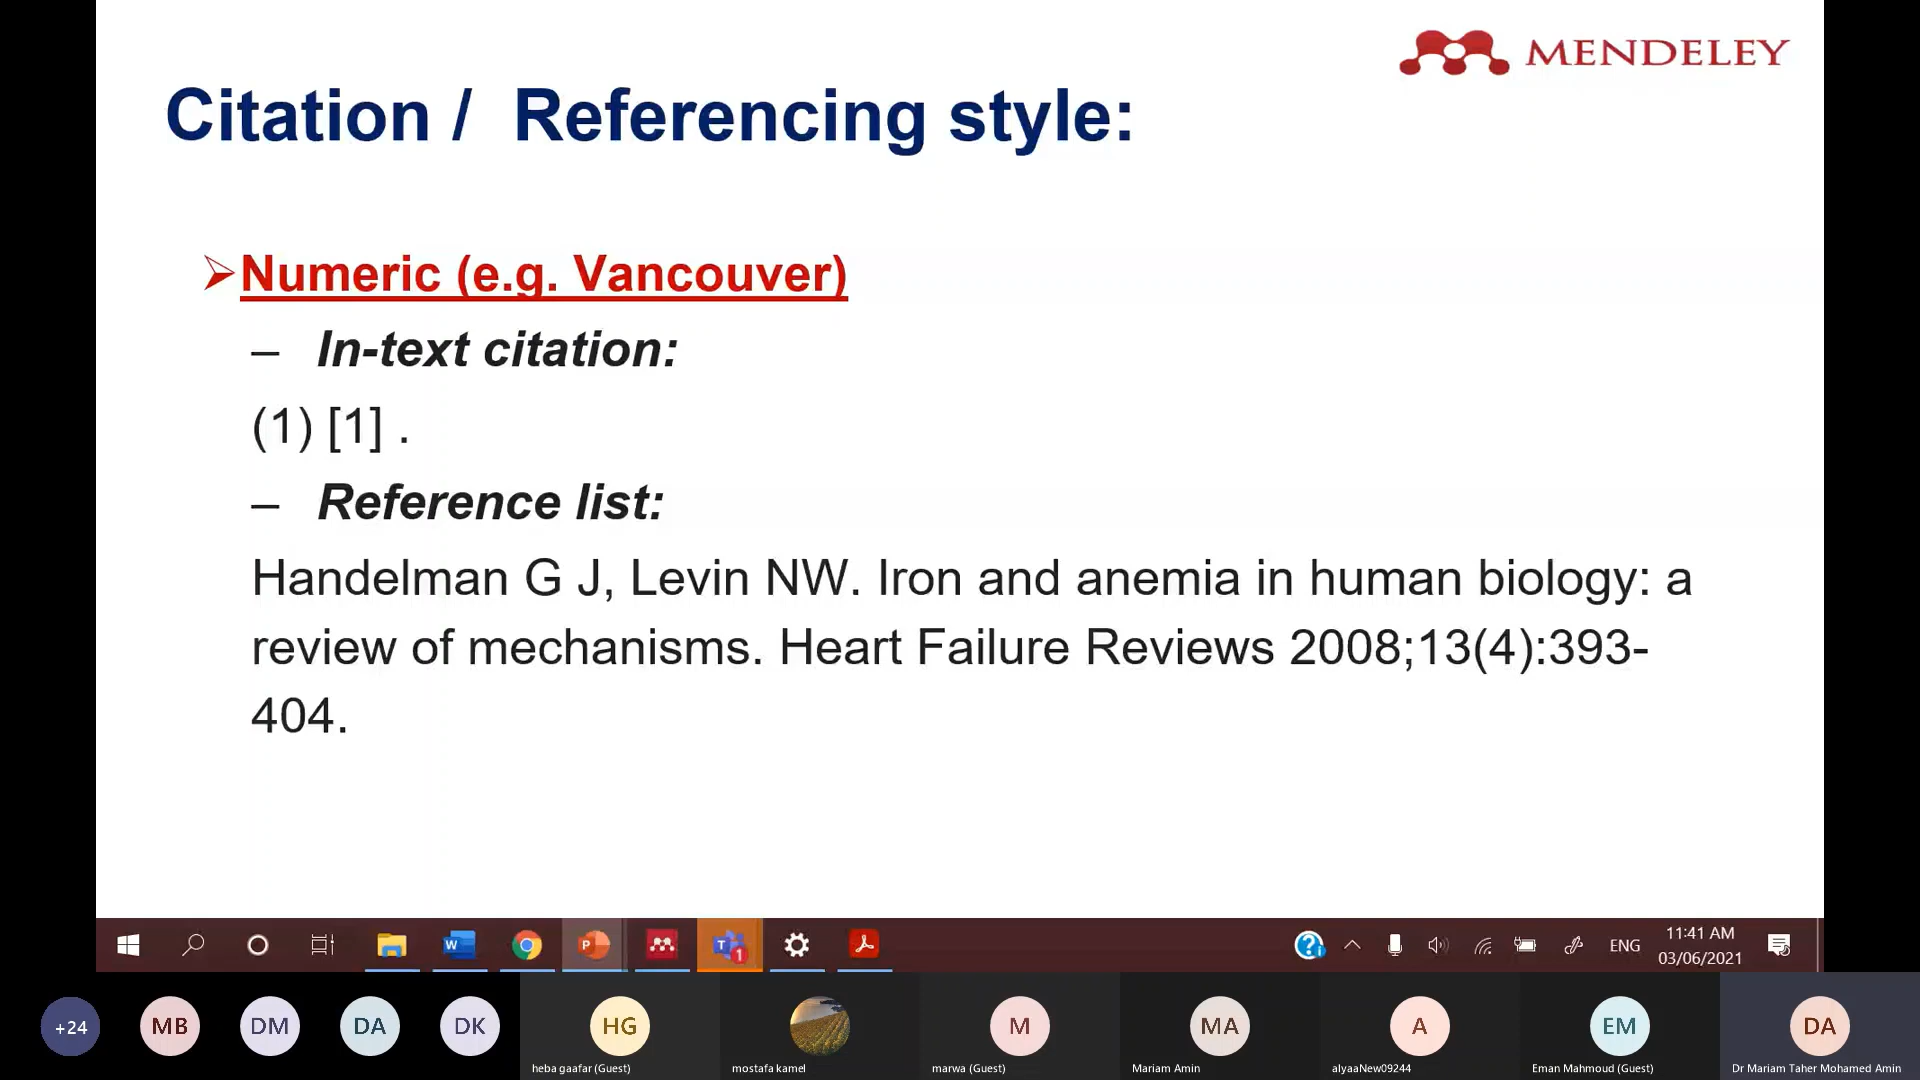 MENDELEY
Citation /  Referencing style:
Numeric (e.g. Vancouver)
– In-text citation:
(1) [1] .
– Reference list:
Handelman G J, Levin NW. Iron and anemia in human biology: a
review of mechanisms. Heart Failure Reviews 2008;13(4):393-
404.
W
P
T 1
ENG
11:41 AM
03/06/2021
+24
MB
DM
DA
DK
HG
M
MA
A
EM
DA
heba gaafar (Guest)
mostafa kamel
marwa (Guest)
Mariam Amin
alyaaNew09244
Eman Mahmoud (Guest)
Dr Mariam Taher Mohamed Amin